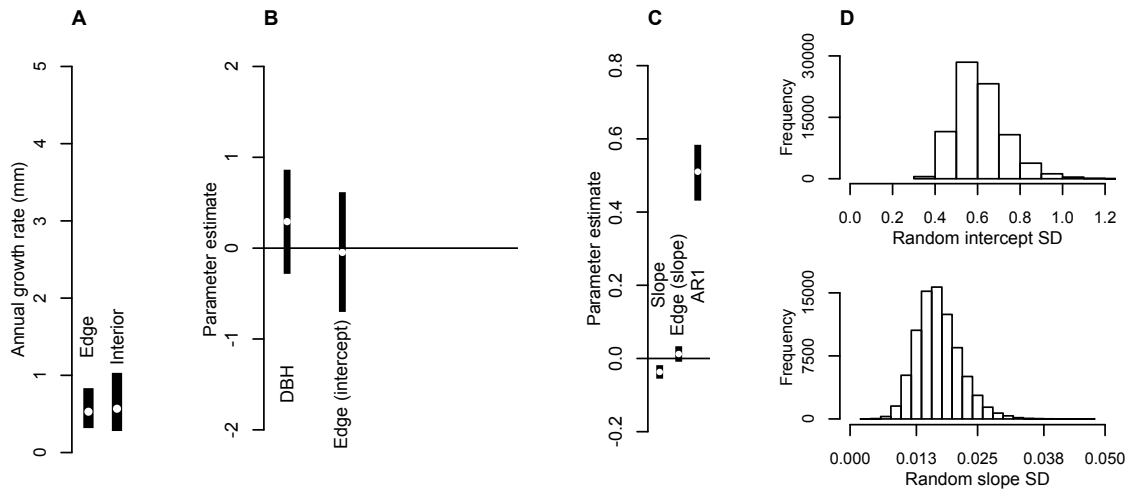 A
Annual growth rate (mm)
5
4
3
2
1
0
Edge
Interior
B
Parameter estimate
2
1
0
-1
-2
DBH
Edge (intercept)
C
Parameter estimate
0.8
0.6
0.4
0.2
0.0
-0.2
Slope
Edge (slope)
AR1
D
Frequency
30000
15000
0
0.0 0.2 0.4 0.6 0.8 1.0 1.2
Random intercept SD
Frequency
15000
7500
0
0.000 0.013 0.025 0.038 0.050
Random slope SD